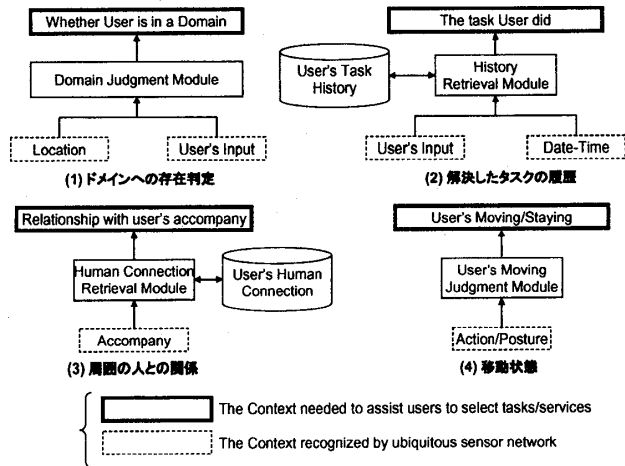 Whether User is in a Domain
Domain Judgment Module
Location
User's Input
(1) ドメインへの存在判定
The task User did
User's Task
History
History
Retrieval Module
User's Input
Date-Time
(2) 解決したタスクの履歴
Relationship with user's accompany
Human Connection
Retrieval Module
User's Human
Connection
Accompany
(3) 周囲の人との関係
User's Moving/Staying
User's Moving
Judgment Module
Action/Posture
(4) 移動状態
The Context needed to assist users to select tasks/services
The Context recognized by ubiquitous sensor network